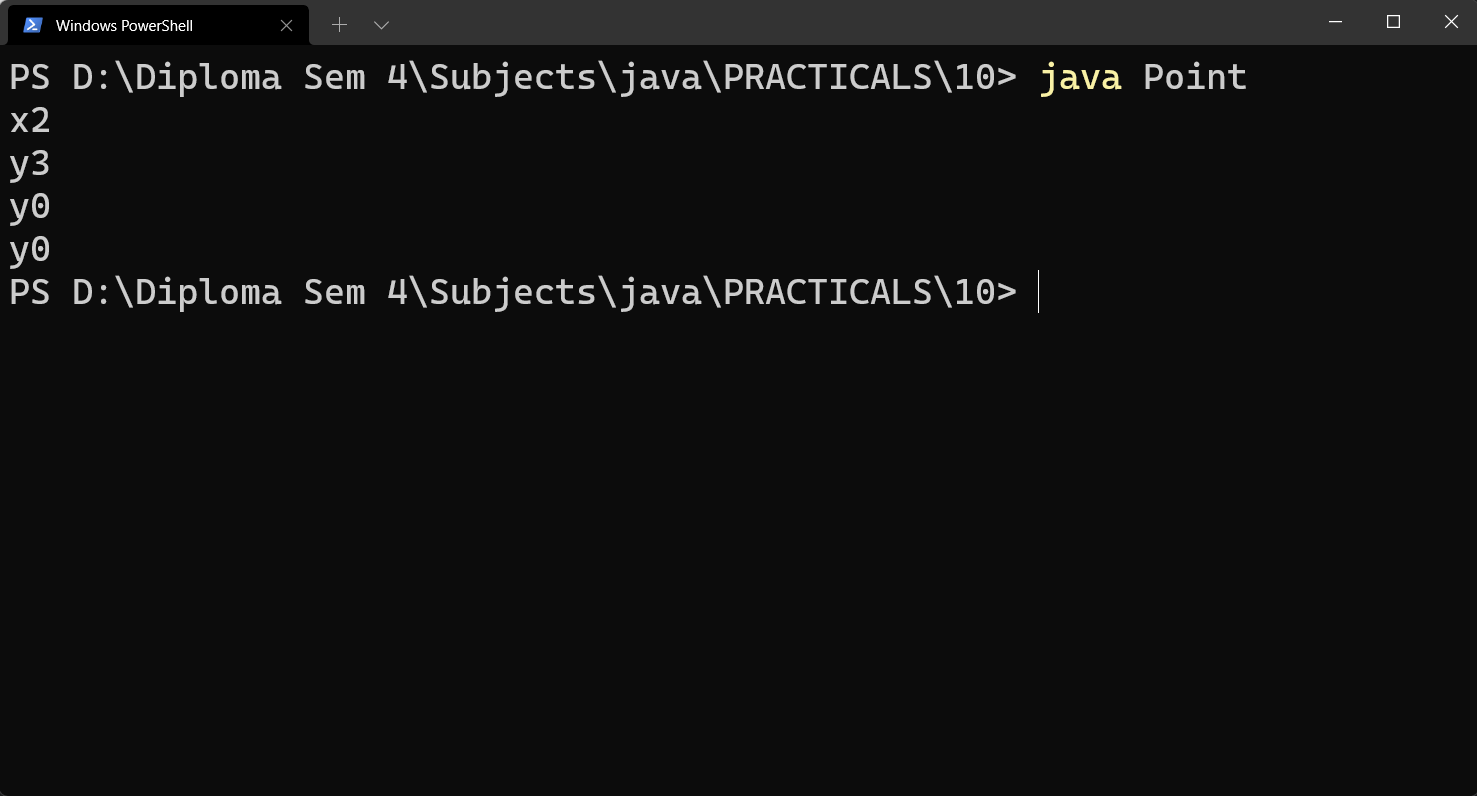 Windows PowerShell
PS D:\Diploma Sem 4\Subjects\java\PRACTICALS\10> java Point
x2
y3
y0
y0
PS D:\Diploma Sem 4\Subjects\java\PRACTICALS\10>